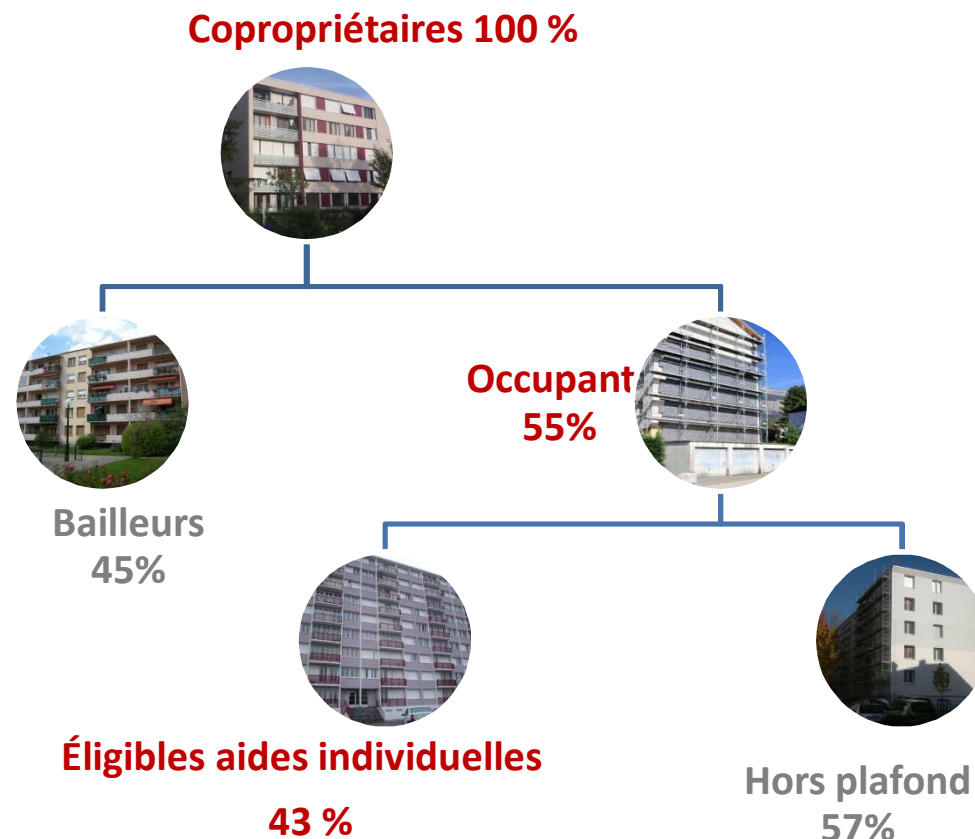 Copropriétaires 100 %
Occupant
55%
Bailleurs
45%
Éligibles aides individuelles
43 %
Hors plafond
57%